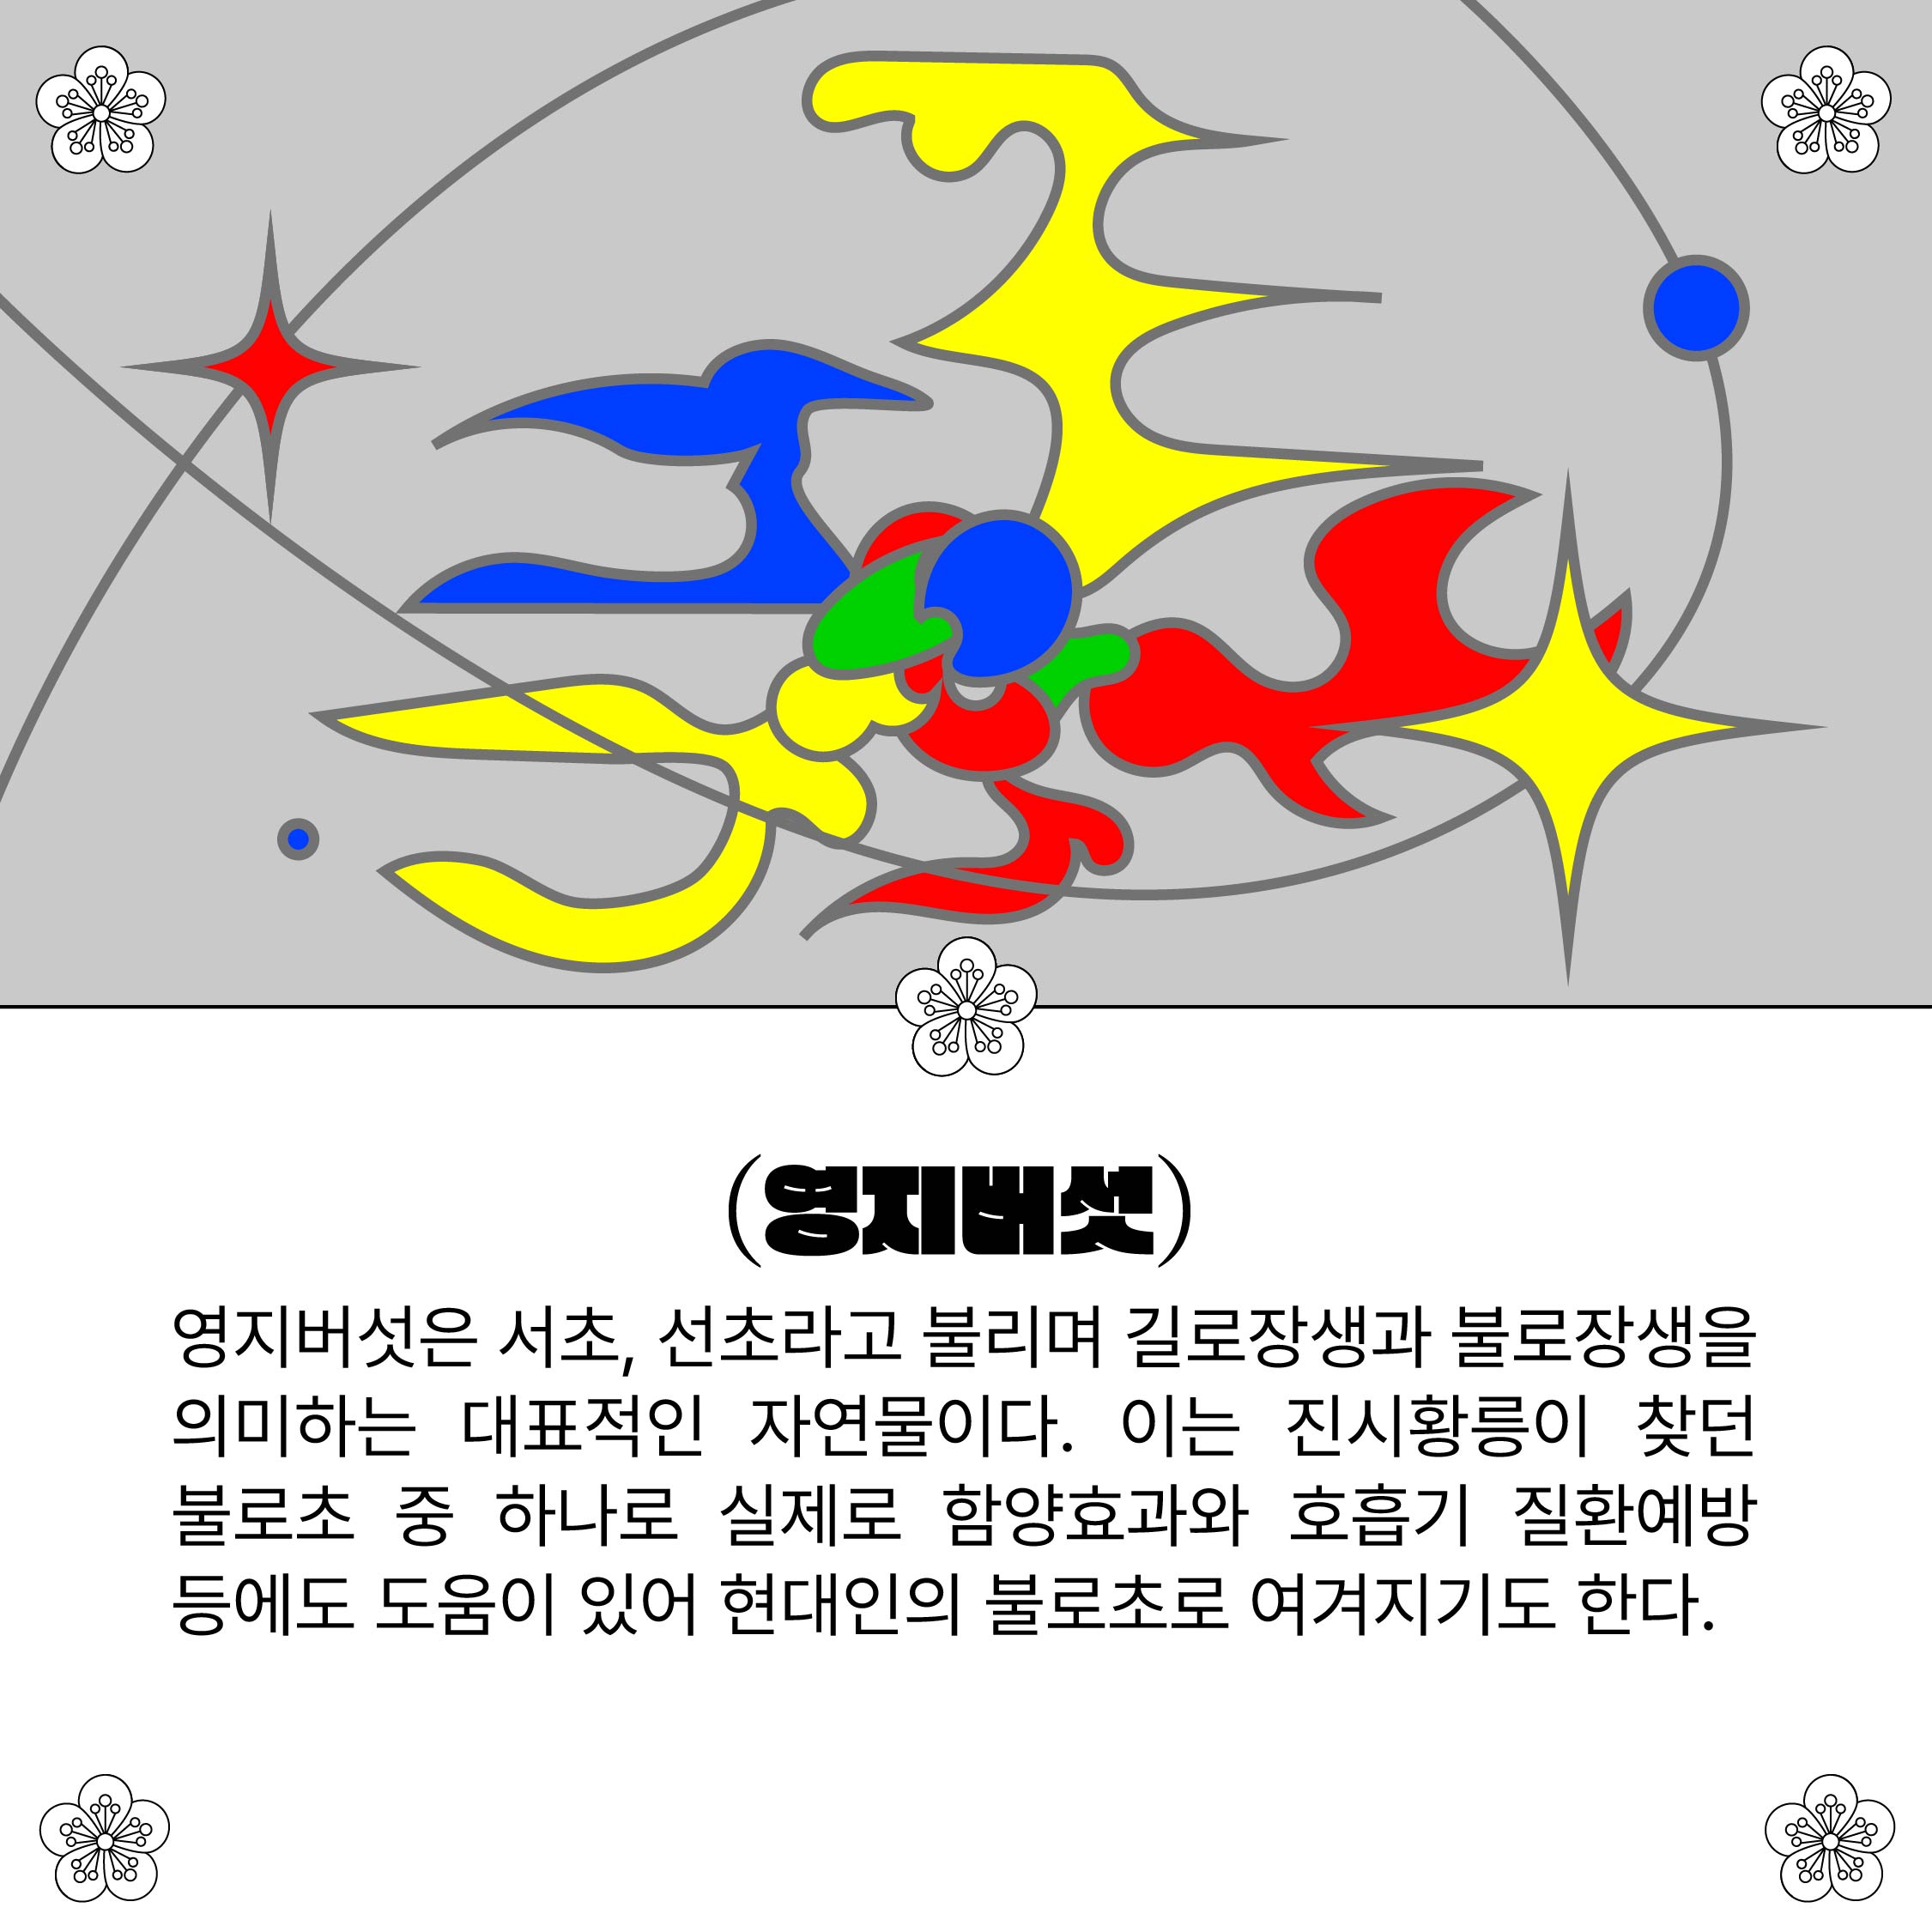 (영지버섯)
영지버섯은 서초, 선초라고 불리며 길로장생과 불로장생을
의미하는 대표적인 자연물이다. 이는 진시황릉이 찾던
불로초 중 하나로 실제로 함양효과와 호흡기 질환예방
등에도 도움이 있어 현대인의 불로초로 여겨지기도 한다.